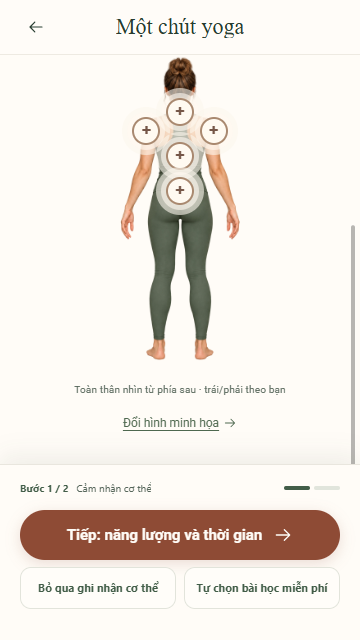 Một chút yoga
Toàn thân nhìn từ phía sau · trái/phải theo bạn
Đổi hình minh họa →
Bước 1 / 2 Cảm nhận cơ thể
Tiếp: năng lượng và thời gian →
Bỏ qua ghi nhận cơ thể
Tự chọn bài học miễn phí